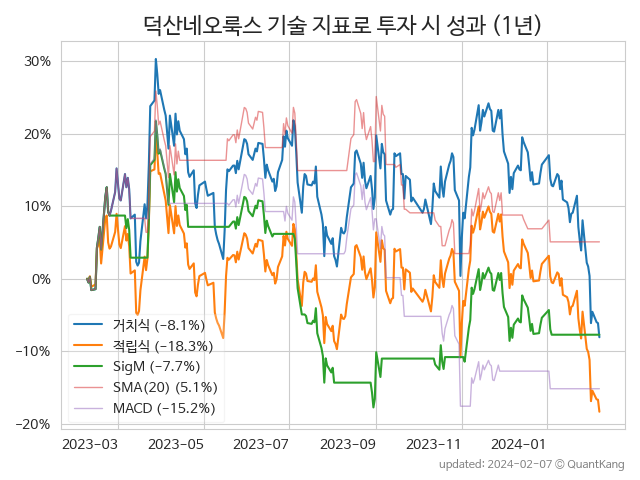 덕산네오룩스 기술 지표로 투자 시 성과 (1년)
30%
20%
10%
0%
−10%
−20%
거치식 (−8.1%)
적립식 (−18.3%)
SigM (−7.7%)
SMA(20) (5.1%)
MACD (−15.2%)
2023−03 2023−05 2023−07 2023−09 2023−11 2024−01
updated: 2024−02−07 © QuantKang